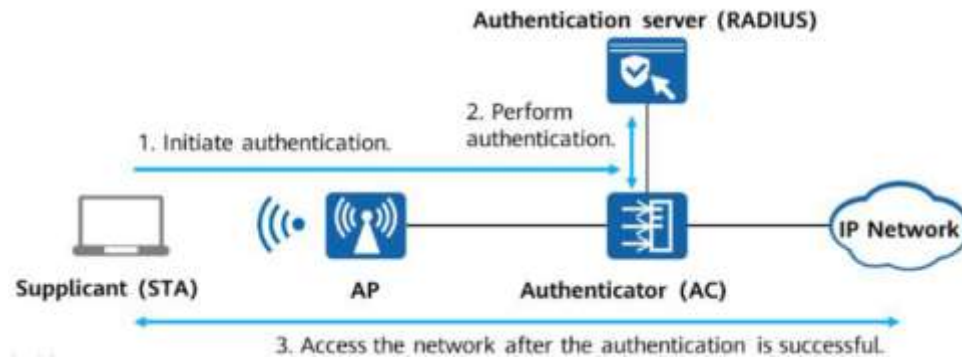 Authentication server (RADIUS)
2. Perform
authentication.
1. Initiate authentication.
IP Network
Supplicant (STA)
AP
Authenticator (AC)
3. Access the network after the authentication is successful.